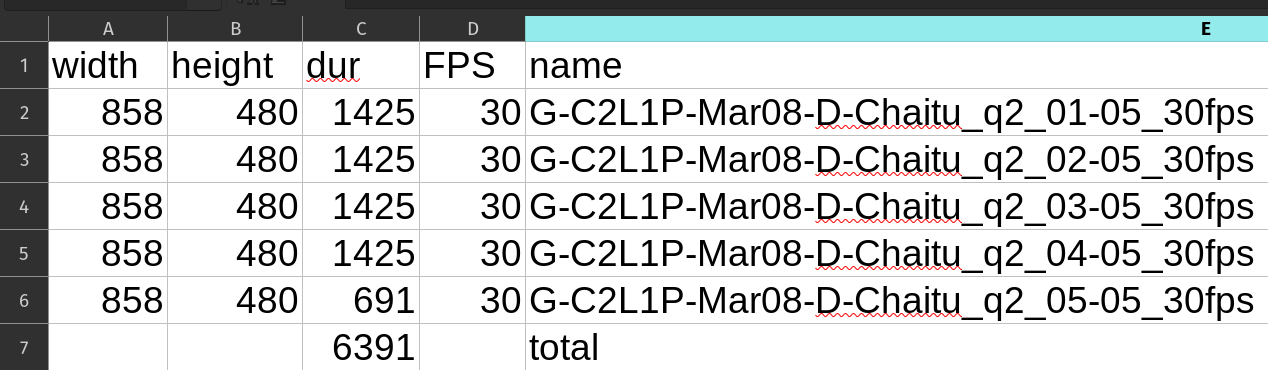 A B C D E
1 width height dur FPS name
2 858 480 1425 30 G-C2L1P-Mar08-D-Chaitu_q2_01-05_30fps
3 858 480 1425 30 G-C2L1P-Mar08-D-Chaitu_q2_02-05_30fps
4 858 480 1425 30 G-C2L1P-Mar08-D-Chaitu_q2_03-05_30fps
5 858 480 1425 30 G-C2L1P-Mar08-D-Chaitu_q2_04-05_30fps
6 858 480 691 30 G-C2L1P-Mar08-D-Chaitu_q2_05-05_30fps
7 6391 total